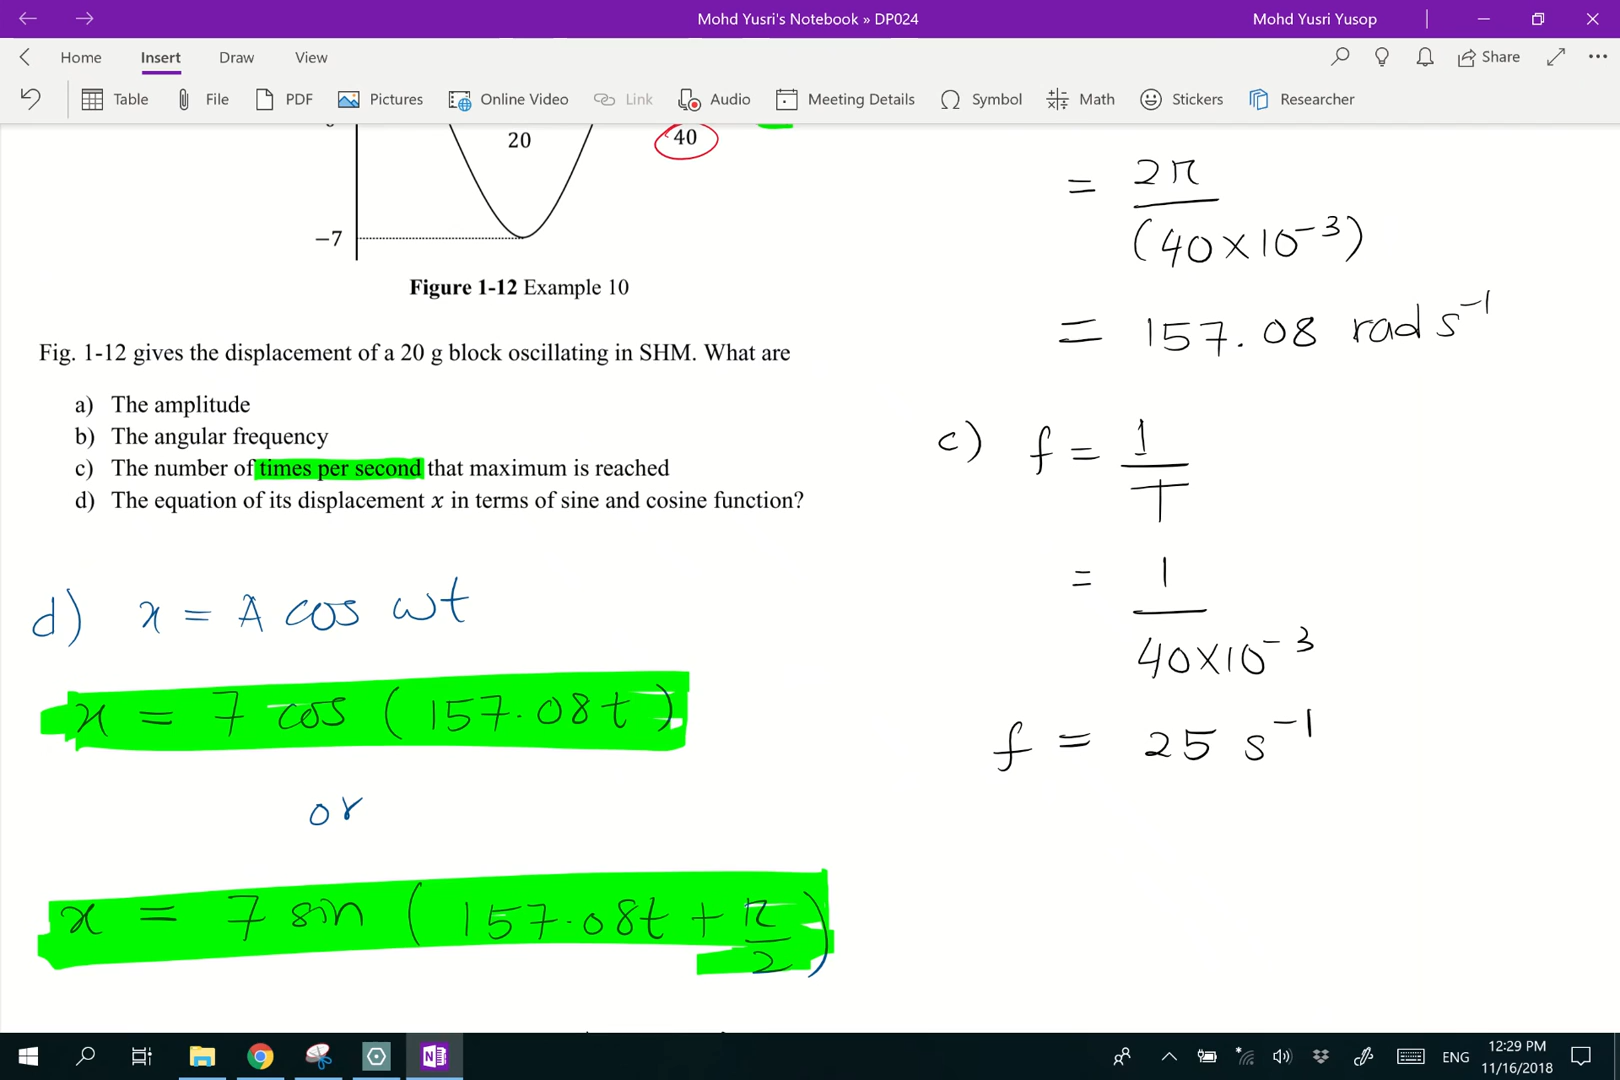 Mohd Yusri's Notebook » DP024
Mohd Yusri Yusop
Home Insert Draw View
Share
Table File PDF Pictures Online Video Link Audio Meeting Details Symbol Math Stickers Researcher
20
40
−7
Figure 1-12 Example 10
Fig. 1-12 gives the displacement of a 20 g block oscillating in SHM. What are
a) The amplitude
b) The angular frequency
c) The number of times per second that maximum is reached
d) The equation of its displacement x in terms of sine and cosine function?
d) x = A cos ωt
x = 7 cos (157.08t)
or
x = 7 sin (157.08t + π/2)
= 2π
(40×10⁻³)
= 157.08 rad s⁻¹
c) f = 1
T
= 1
40×10⁻³
f = 25 s⁻¹
ENG
12:29 PM
11/16/2018